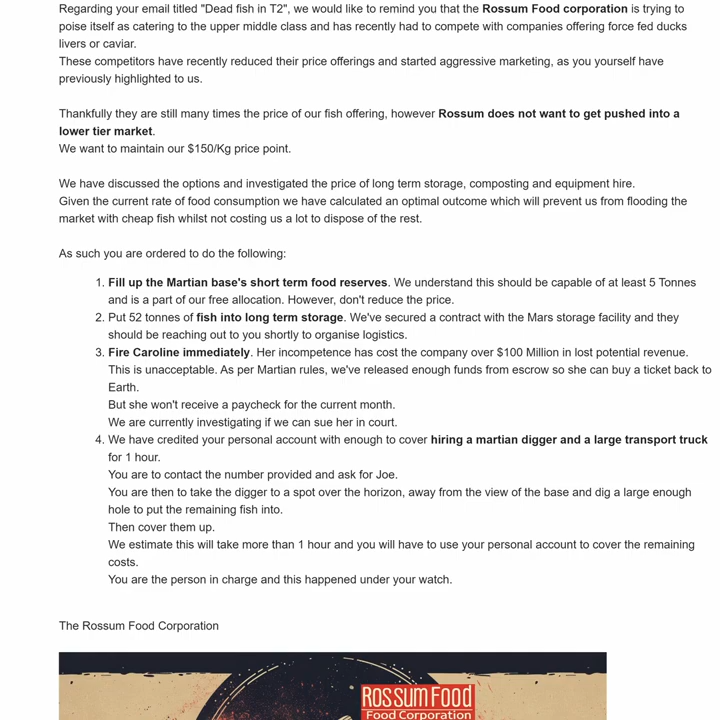 Regarding your email titled "Dead fish in T2", we would like to remind you that the Rossum Food corporation is trying to
poise itself as catering to the upper middle class and has recently had to compete with companies offering force fed ducks
livers or caviar.
These competitors have recently reduced their price offerings and started aggressive marketing, as you yourself have
previously highlighted to us.
Thankfully they are still many times the price of our fish offering, however Rossum does not want to get pushed into a
lower tier market.
We want to maintain our $150/Kg price point.
We have discussed the options and investigated the price of long term storage, composting and equipment hire.
Given the current rate of food consumption we have calculated an optimal outcome which will prevent us from flooding the
market with cheap fish whilst not costing us a lot to dispose of the rest.
As such you are ordered to do the following:
1. Fill up the Martian base's short term food reserves. We understand this should be capable of at least 5 Tonnes
and is a part of our free allocation. However, don't reduce the price.
2. Put 52 tonnes of fish into long term storage. We've secured a contract with the Mars storage facility and they
should be reaching out to you shortly to organise logistics.
3. Fire Caroline immediately. Her incompetence has cost the company over $100 Million in lost potential revenue.
This is unacceptable. As per Martian rules, we've released enough funds from escrow so she can buy a ticket back to
Earth.
But she won't receive a paycheck for the current month.
We are currently investigating if we can sue her in court.
4. We have credited your personal account with enough to cover hiring a martian digger and a large transport truck
for 1 hour.
You are to contact the number provided and ask for Joe.
You are then to take the digger to a spot over the horizon, away from the view of the base and dig a large enough
hole to put the remaining fish into.
Then cover them up.
We estimate this will take more than 1 hour and you will have to use your personal account to cover the remaining
costs.
You are the person in charge and this happened under your watch.
The Rossum Food Corporation
Rossum Food
Food Corporation